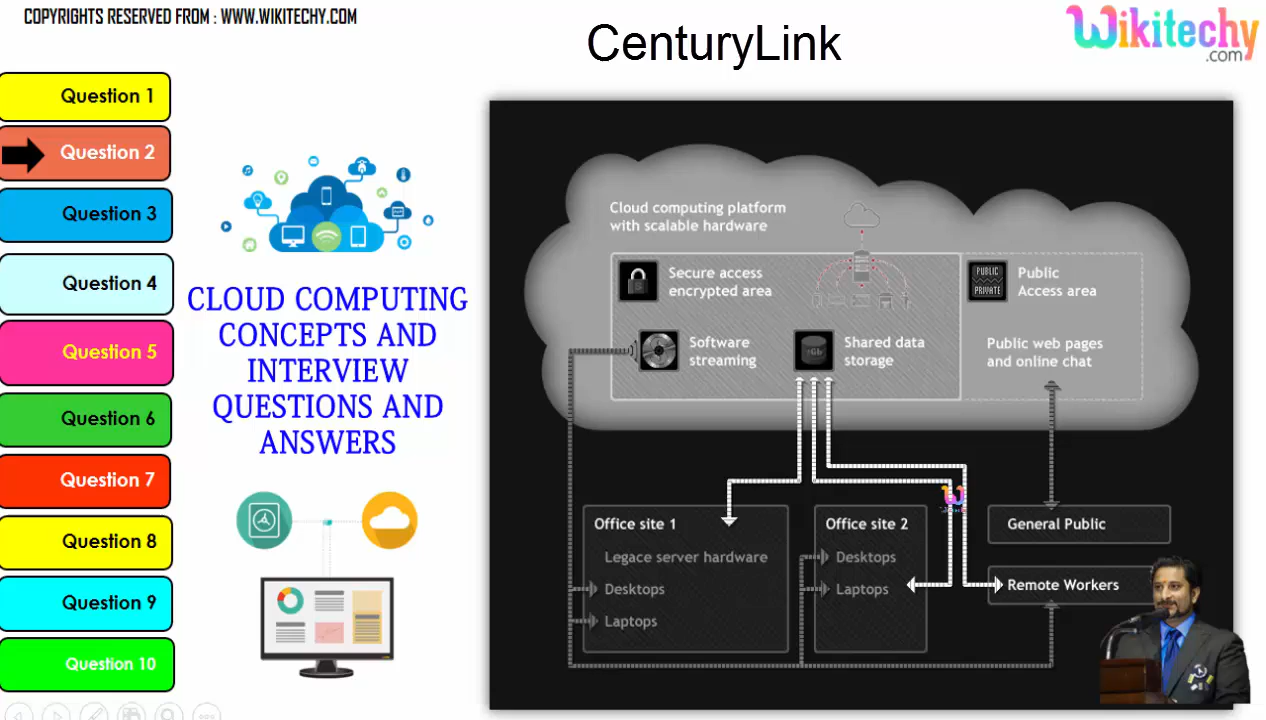 COPYRIGHTS RESERVED FROM : WWW.WIKITECHY.COM
CenturyLink
Wikitechy
.com
Question 1
Question 2
Question 3
Question 4
Question 5
Question 6
Question 7
Question 8
Question 9
Question 10
CLOUD COMPUTING
CONCEPTS AND
INTERVIEW
QUESTIONS AND
ANSWERS
Cloud computing platform
with scalable hardware
Secure access
encrypted area
PUBLIC
PRIVATE
Public
Access area
Software
streaming
Shared data
storage
Public web pages
and online chat
Office site 1
Legace server hardware
Desktops
Laptops
Office site 2
Desktops
Laptops
General Public
Remote Workers